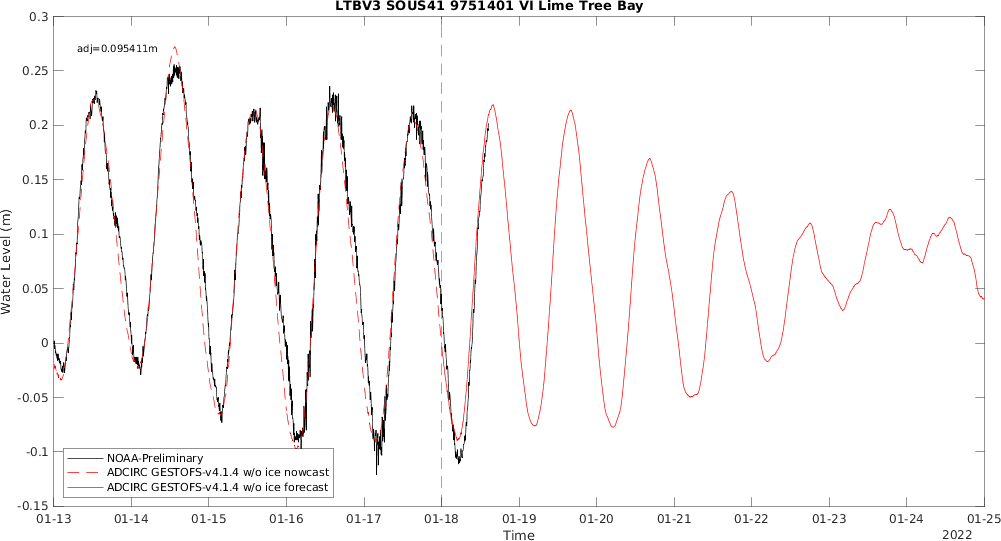 LTBV3 SOUS41 9751401 VI Lime Tree Bay
0.3
adj=0.095411m
0.25
0.2
0.15
0.1
0.05
0
-0.05
-0.1
-0.15
Water Level (m)
NOAA-Preliminary
ADCIRC GESTOFS-v4.1.4 w/o ice nowcast
ADCIRC GESTOFS-v4.1.4 w/o ice forecast
01-13 01-14 01-15 01-16 01-17 01-18 01-19 01-20 01-21 01-22 01-23 01-24 01-25
Time
2022